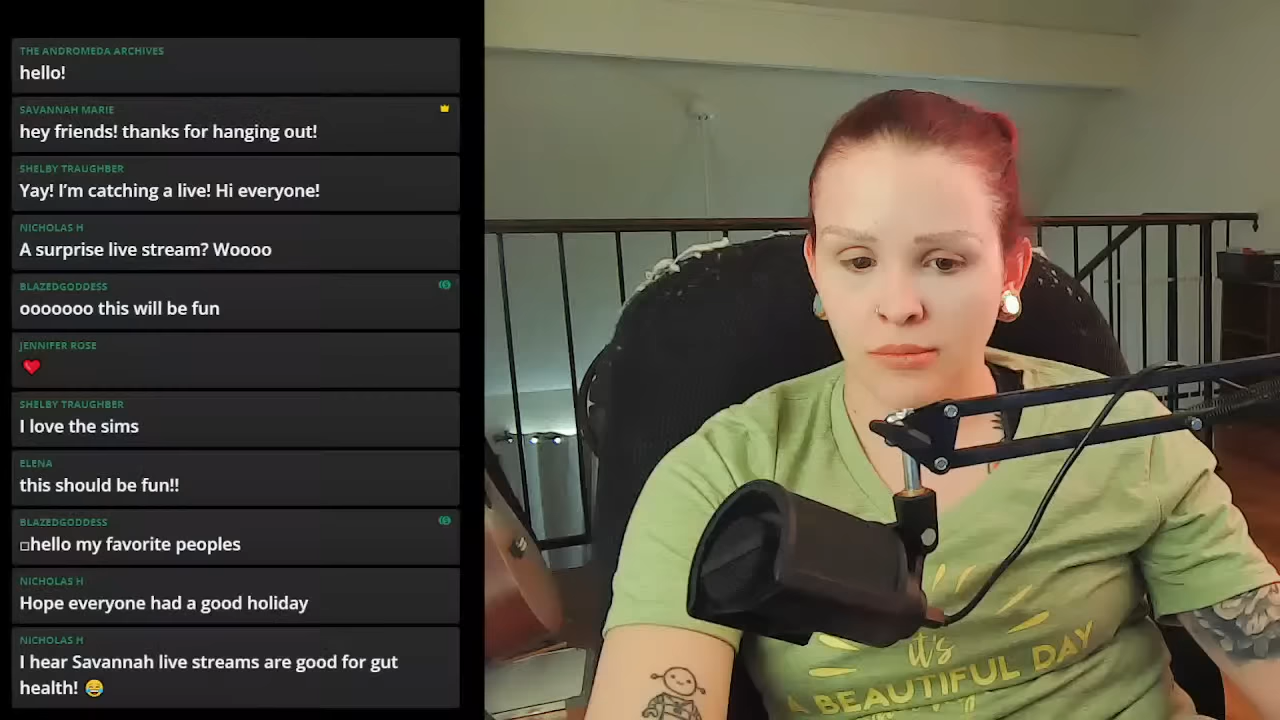 THE ANDROMEDA ARCHIVES
hello!
SAVANNAH MARIE
hey friends! thanks for hanging out!
SHELBY TRAUGHBER
Yay! I'm catching a live! Hi everyone!
NICHOLAS H
A surprise live stream? Woooo
BLAZEDGODDESS
ooooooo this will be fun
JENNIFER ROSE
❤️
SHELBY TRAUGHBER
I love the sims
ELENA
this should be fun!!
BLAZEDGODDESS
□hello my favorite peoples
NICHOLAS H
Hope everyone had a good holiday
NICHOLAS H
I hear Savannah live streams are good for gut
health! 😂
it's
A BEAUTIFUL DAY